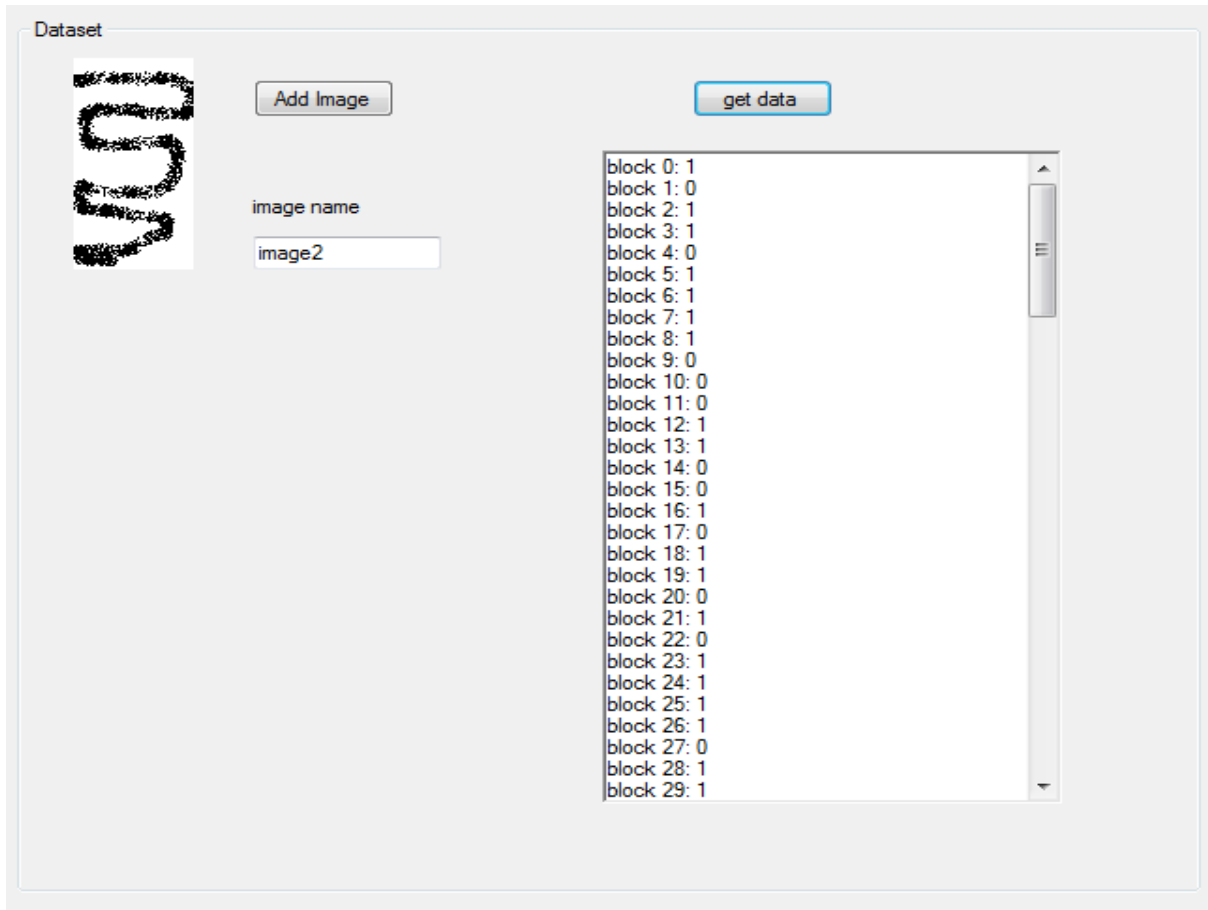 Dataset
Add Image
get data
image name
image2
block 0: 1
block 1: 0
block 2: 1
block 3: 1
block 4: 0
block 5: 1
block 6: 1
block 7: 1
block 8: 1
block 9: 0
block 10: 0
block 11: 0
block 12: 1
block 13: 1
block 14: 0
block 15: 0
block 16: 1
block 17: 0
block 18: 1
block 19: 1
block 20: 0
block 21: 1
block 22: 0
block 23: 1
block 24: 1
block 25: 1
block 26: 1
block 27: 0
block 28: 1
block 29: 1